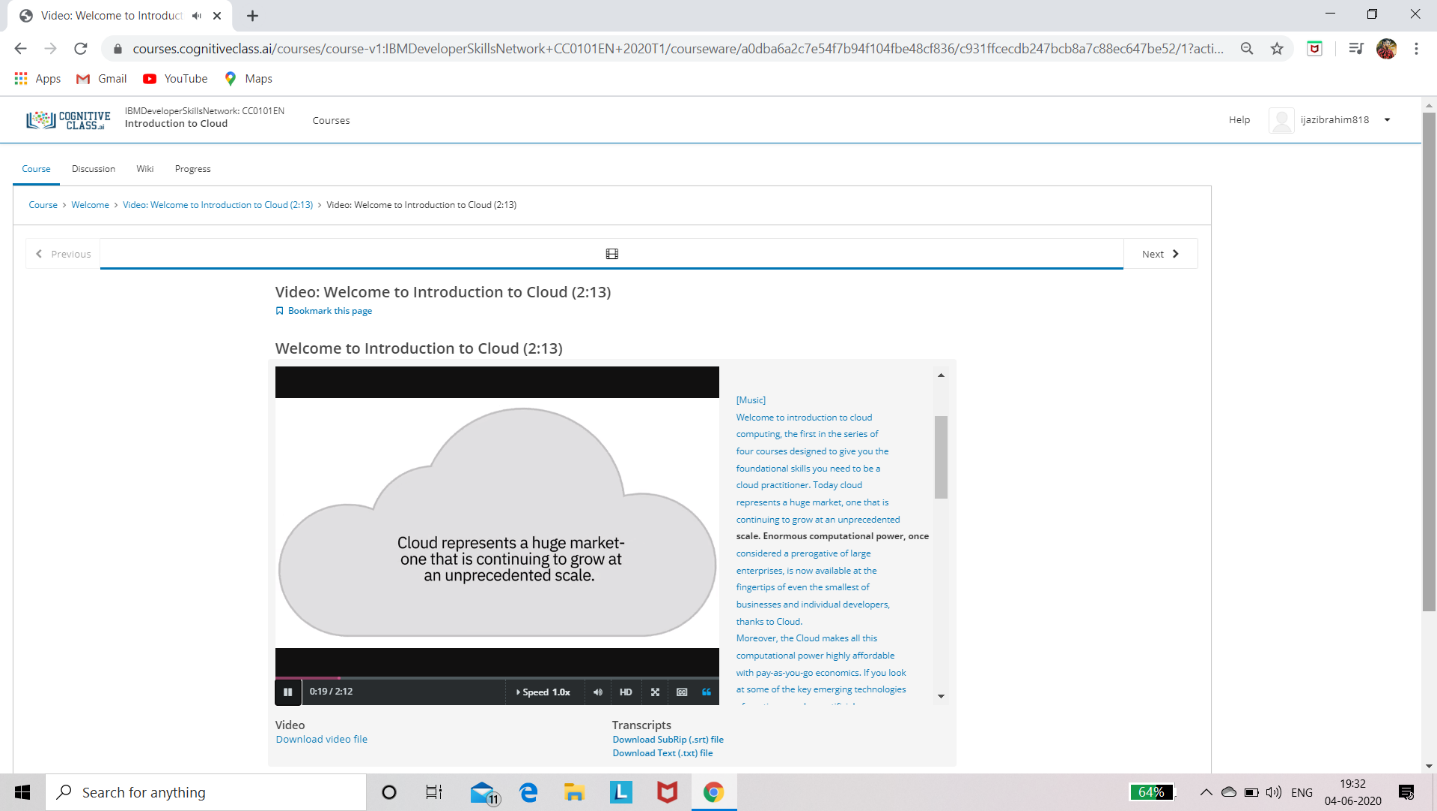 Video: Welcome to Introduct
courses.cognitiveclass.ai/courses/course-v1:IBMDeveloperSkillsNetwork+CC0101EN+2020T1/courseware/a0dba6a2c7e54f7b94f104fbe48cf836/c931ffcecdb247bcb8a7c88ec647be52/1?acti...
Apps Gmail YouTube Maps
COGNITIVE
CLASS.ai
IBMDeveloperSkillsNetwork: CC0101EN
Introduction to Cloud
Courses
Help
ijazibrahim818
Course Discussion Wiki Progress
Course > Welcome > Video: Welcome to Introduction to Cloud (2:13) > Video: Welcome to Introduction to Cloud (2:13)
Previous
Next
Video: Welcome to Introduction to Cloud (2:13)
Bookmark this page
Welcome to Introduction to Cloud (2:13)
Cloud represents a huge market-
one that is continuing to grow at
an unprecedented scale.
0:19 / 2:12
Speed 1.0x
HD
[Music]
Welcome to introduction to cloud
computing, the first in the series of
four courses designed to give you the
foundational skills you need to be a
cloud practitioner. Today cloud
represents a huge market, one that is
continuing to grow at an unprecedented
scale. Enormous computational power, once
considered a prerogative of large
enterprises, is now available at the
fingertips of even the smallest of
businesses and individual developers,
thanks to Cloud.
Moreover, the Cloud makes all this
computational power highly affordable
with pay-as-you-go economics. If you look
at some of the key emerging technologies
Video
Download video file
Transcripts
Download SubRip (.srt) file
Download Text (.txt) file
Search for anything
11
L
64%
ENG
19:32
04-06-2020